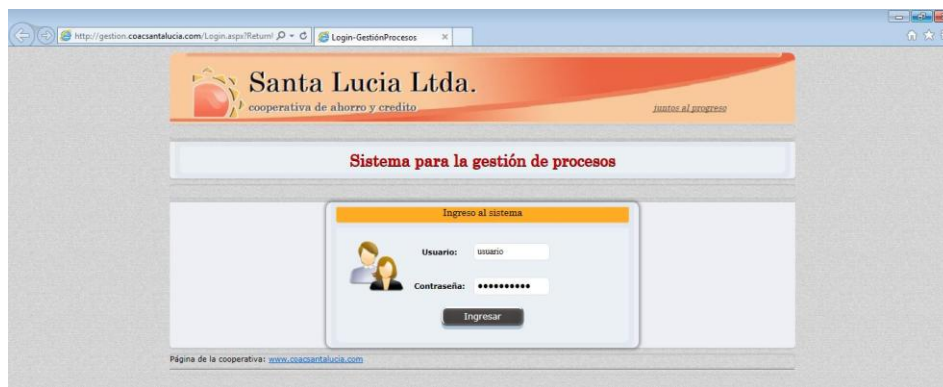 http://gestion.coacsantalucia.com/Login.aspx?Returnl
Login-GestiónProcesos
Santa Lucia Ltda.
cooperativa de ahorro y credito
juntos al progreso
Sistema para la gestión de procesos
Ingreso al sistema
Usuario: usuario
Contraseña: ••••••••••
Ingresar
Página de la cooperativa: www.coacsantalucia.com